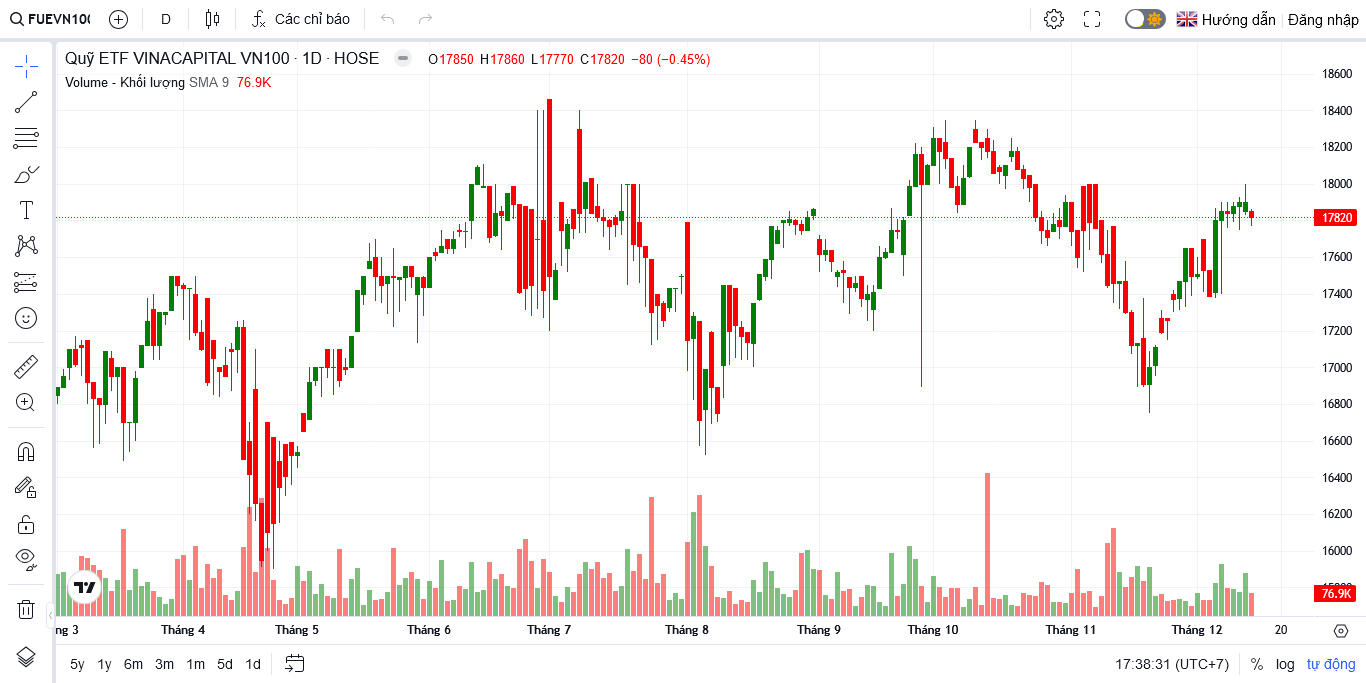 FUEVN100 D Các chỉ báo Hướng dẫn Đăng nhập
Quỹ ETF VINACAPITAL VN100 · 1D · HOSE O17850 H17860 L17770 C17820 −80 (−0.45%)
Volume - Khối lượng SMA 9 76.9K
18600
18400
18200
18000
17820
17600
17400
17200
17000
16800
16600
16400
16200
16000
76.9K
ng 3 Tháng 4 Tháng 5 Tháng 6 Tháng 7 Tháng 8 Tháng 9 Tháng 10 Tháng 11 Tháng 12 20
5y 1y 6m 3m 1m 5d 1d 17:38:31 (UTC+7) % log tự động